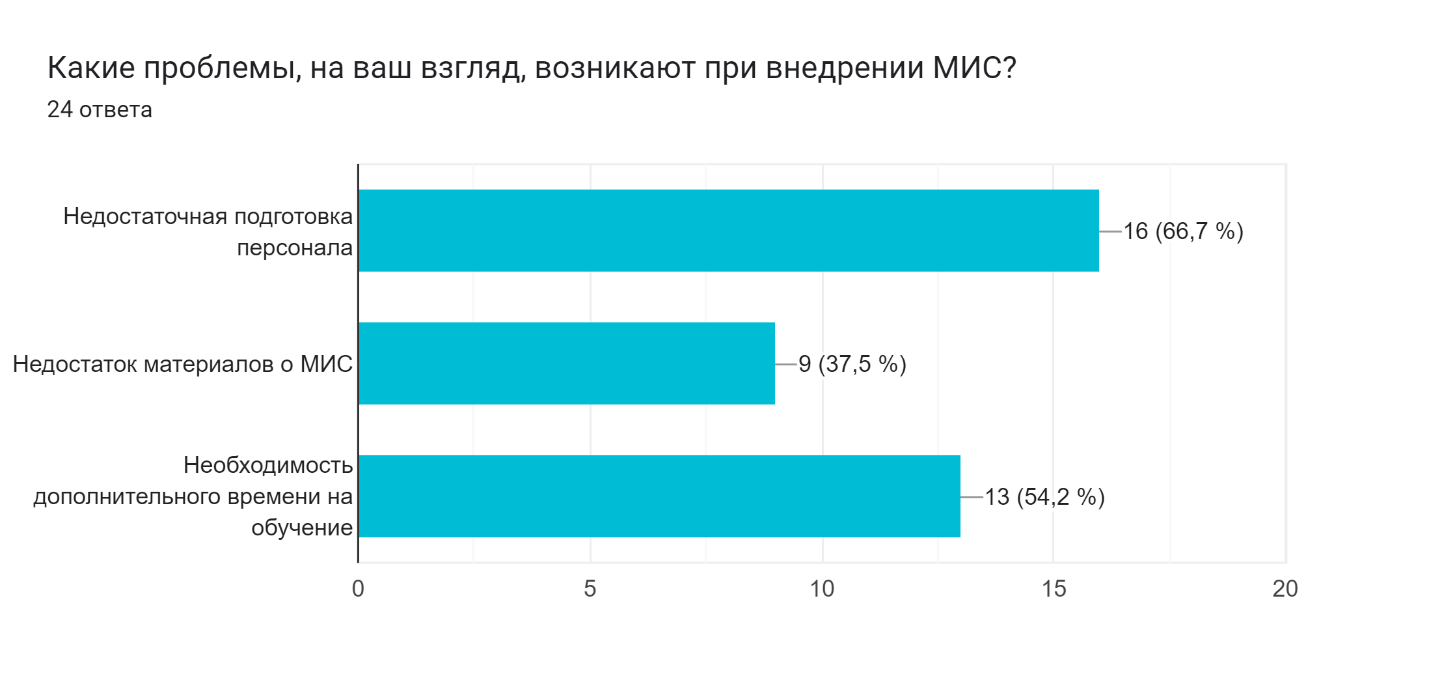 Какие проблемы, на ваш взгляд, возникают при внедрении МИС?
24 ответа
Недостаточная подготовка
персонала
16 (66,7 %)
Недостаток материалов о МИС
9 (37,5 %)
Необходимость
дополнительного времени на
обучение
13 (54,2 %)
0
5
10
15
20